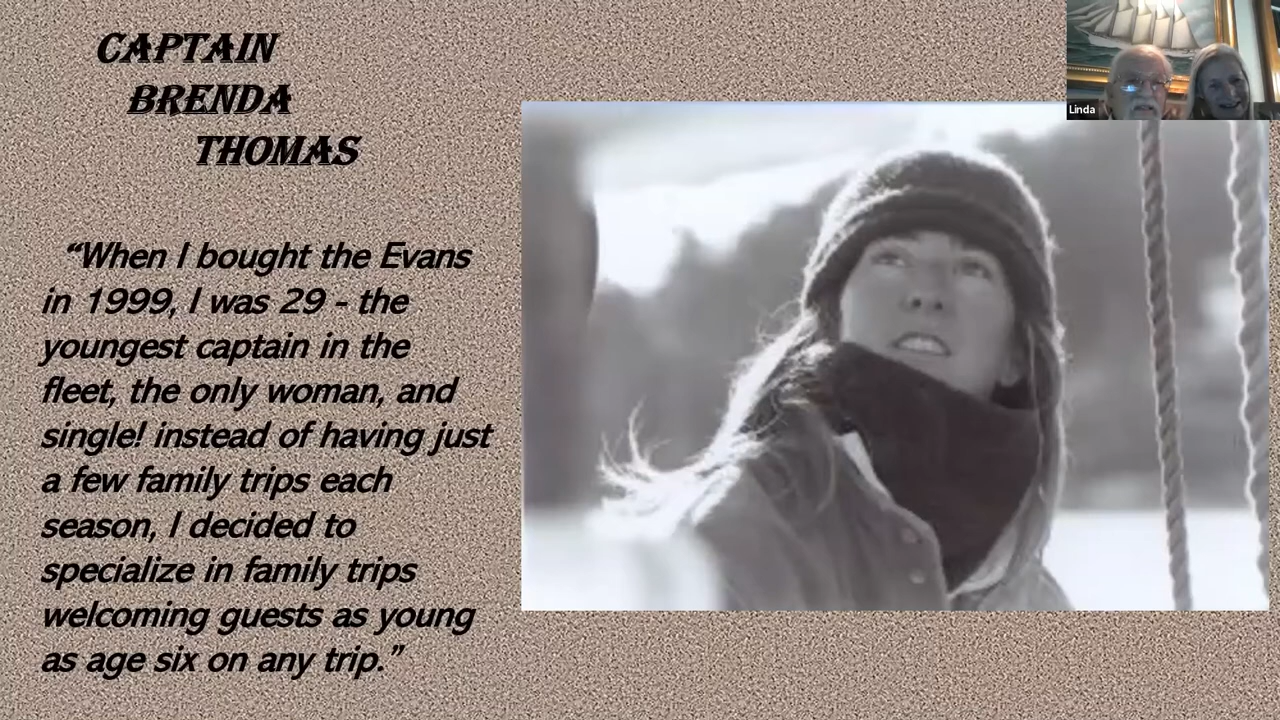 CAPTAIN
BRENDA
THOMAS
“When I bought the Evans
in 1999, I was 29 - the
youngest captain in the
fleet, the only woman, and
single! instead of having just
a few family trips each
season, I decided to
specialize in family trips
welcoming guests as young
as age six on any trip.”
Linda